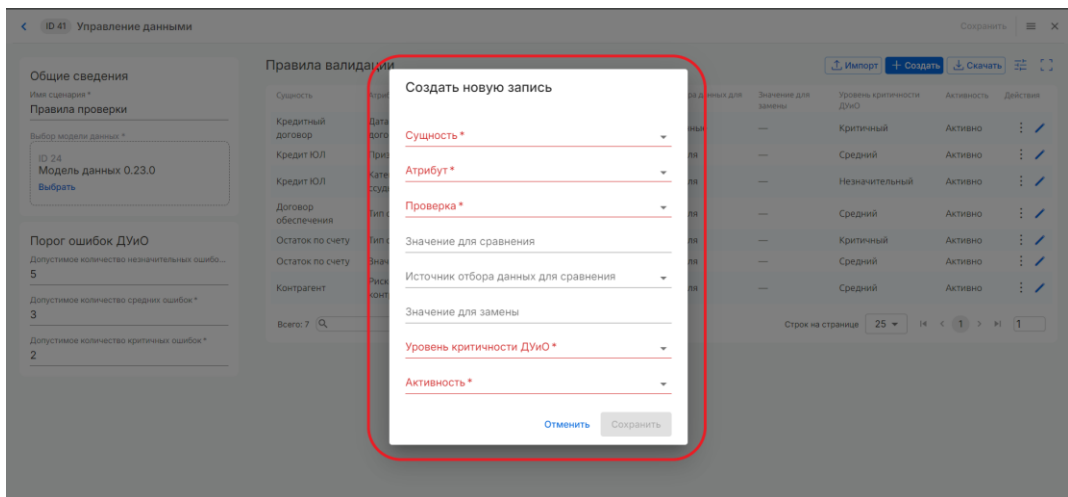 ID 41 Управление данными
Сохранить
Общие сведения
Имя сценария *
Правила проверки
Выбор модели данных *
ID 24
Модель данных 0.23.0
Выбрать
Порог ошибок ДУиО
Допустимое количество незначительных ошибо...
5
Допустимое количество средних ошибок *
3
Допустимое количество критичных ошибок *
2
Правила валидации
Импорт
+ Создать
Скачать
Сущность
Значение для замены
Уровень критичности ДУиО
Активность
Действия
Кредитный договор
--- Критичный Активно
Кредит ЮЛ
--- Средний Активно
Кредит ЮЛ
--- Незначительный Активно
Договор обеспечения
--- Средний Активно
Остаток по счету
--- Критичный Активно
Остаток по счету
--- Средний Активно
Контрагент
--- Средний Активно
Всего: 7
Строк на странице 25 1 1
Создать новую запись
Сущность *
Атрибут *
Проверка *
Значение для сравнения
Источник отбора данных для сравнения
Значение для замены
Уровень критичности ДУиО *
Активность *
Отменить
Сохранить